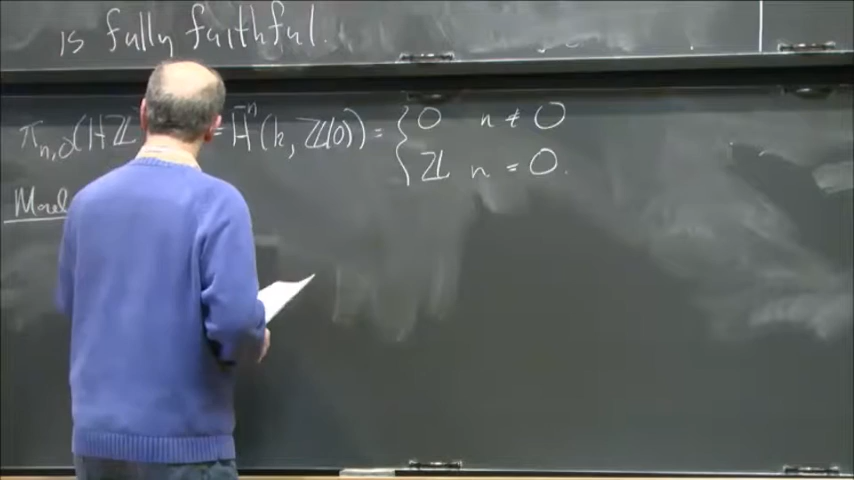 is fully faithful.
π_{n,0}(Hℤ = H^{-n}(k, ℤ(0)) = { 0 n ≠ 0
ℤ n = 0.